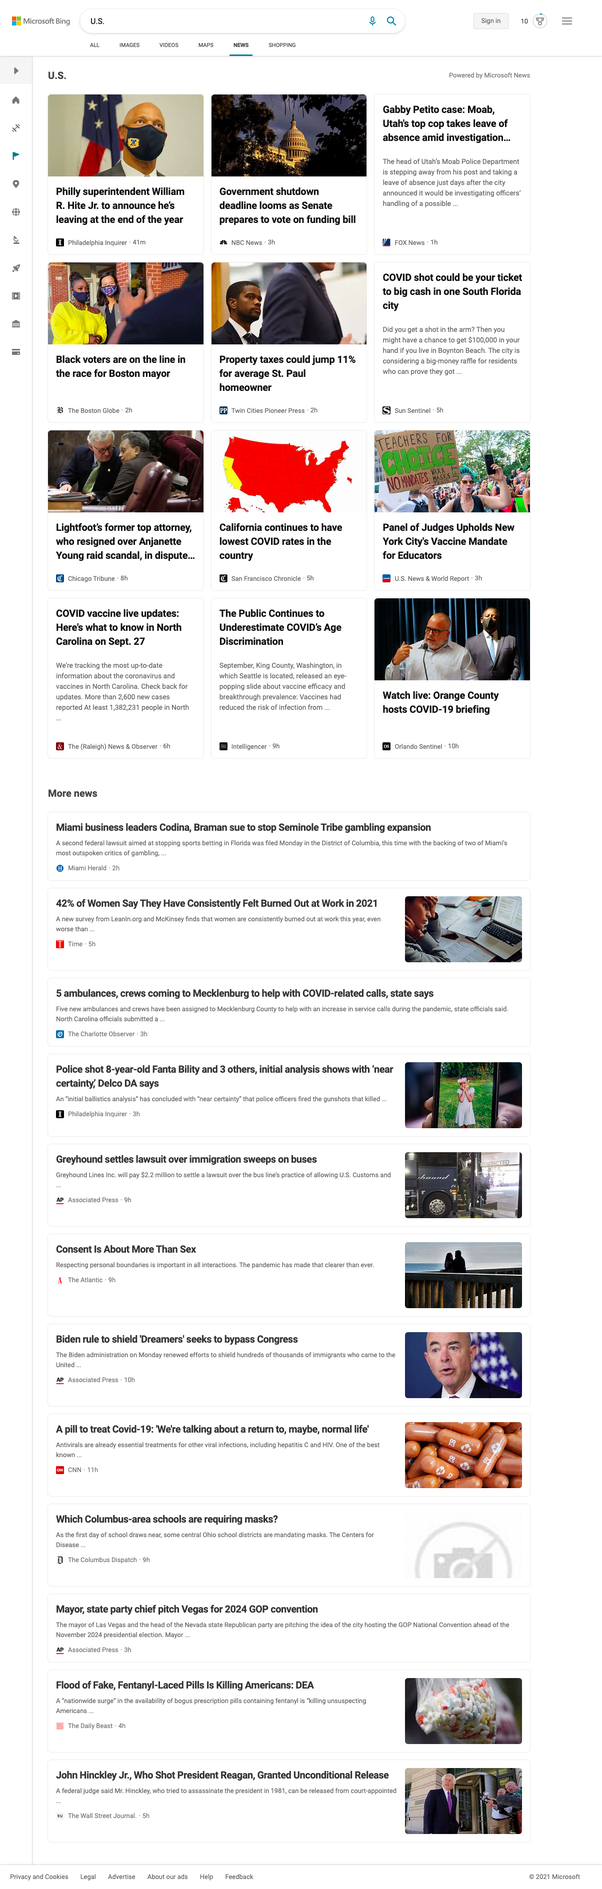 Microsoft Bing
U.S.
Sign in
10
ALL IMAGES VIDEOS MAPS NEWS SHOPPING
U.S.
Powered by Microsoft News
Philly superintendent William
R. Hite Jr. to announce he's
leaving at the end of the year
Philadelphia Inquirer · 41m
Government shutdown
deadline looms as Senate
prepares to vote on funding bill
NBC News · 3h
Gabby Petito case: Moab,
Utah's top cop takes leave of
absence amid investigation...
The head of Utah's Moab Police Department
is stepping away from his post and taking a
leave of absence just days after the city
announced it would be investigating officers'
handling of a possible ...
FOX News · 1h
Black voters are on the line in
the race for Boston mayor
The Boston Globe · 2h
Property taxes could jump 11%
for average St. Paul
homeowner
Twin Cities Pioneer Press · 2h
COVID shot could be your ticket
to big cash in one South Florida
city
Did you get a shot in the arm? Then you
might have a chance to get $100,000 in your
hand if you live in Boynton Beach. The city is
considering a big-money raffle for residents
who can prove they got ...
Sun Sentinel · 5h
Lightfoot's former top attorney,
who resigned over Anjanette
Young raid scandal, in dispute...
Chicago Tribune · 8h
California continues to have
lowest COVID rates in the
country
San Francisco Chronicle · 5h
TEACHERS FOR
CHOICE
NO MANDATES
Panel of Judges Upholds New
York City's Vaccine Mandate
for Educators
U.S. News & World Report · 3h
COVID vaccine live updates:
Here's what to know in North
Carolina on Sept. 27
We're tracking the most up-to-date
information about the coronavirus and
vaccines in North Carolina. Check back for
updates. More than 2,600 new cases
reported At least 1,382,231 people in North
...
The (Raleigh) News & Observer · 6h
The Public Continues to
Underestimate COVID's Age
Discrimination
September, King County, Washington, in
which Seattle is located, released an eye-
popping slide about vaccine efficacy and
breakthrough prevalence: Vaccines had
reduced the risk of infection from ...
Intelligencer · 9h
Watch live: Orange County
hosts COVID-19 briefing
Orlando Sentinel · 10h
More news
Miami business leaders Codina, Braman sue to stop Seminole Tribe gambling expansion
A second federal lawsuit aimed at stopping sports betting in Florida was filed Monday in the District of Columbia, this time with the backing of two of Miami's
most outspoken critics of gambling, ...
Miami Herald · 2h
42% of Women Say They Have Consistently Felt Burned Out at Work in 2021
A new survey from LeanIn.org and McKinsey finds that women are consistently burned out at work this year, even
worse than ...
Time · 5h
5 ambulances, crews coming to Mecklenburg to help with COVID-related calls, state says
Five new ambulances and crews have been assigned to Mecklenburg County to help with an increase in service calls during the pandemic, state officials said.
North Carolina officials submitted a ...
The Charlotte Observer · 3h
Police shot 8-year-old Fanta Bility and 3 others, initial analysis shows with 'near
certainty,' Delco DA says
An "initial ballistics analysis" has concluded with "near certainty" that police officers fired the gunshots that killed ...
Philadelphia Inquirer · 3h
Greyhound settles lawsuit over immigration sweeps on buses
Greyhound Lines Inc. will pay $2.2 million to settle a lawsuit over the bus line's practice of allowing U.S. Customs and
...
AP Associated Press · 9h
Consent Is About More Than Sex
Respecting personal boundaries is important in all interactions. The pandemic has made that clearer than ever.
The Atlantic · 9h
Biden rule to shield 'Dreamers' seeks to bypass Congress
The Biden administration on Monday renewed efforts to shield hundreds of thousands of immigrants who came to the
United ...
AP Associated Press · 10h
A pill to treat Covid-19: 'We're talking about a return to, maybe, normal life'
Antivirals are already essential treatments for other viral infections, including hepatitis C and HIV. One of the best
known ...
CNN · 11h
Which Columbus-area schools are requiring masks?
As the first day of school draws near, some central Ohio school districts are mandating masks. The Centers for
Disease ...
The Columbus Dispatch · 9h
Mayor, state party chief pitch Vegas for 2024 GOP convention
The mayor of Las Vegas and the head of the Nevada state Republican party are pitching the idea of the city hosting the GOP National Convention ahead of the
November 2024 presidential election. Mayor ...
AP Associated Press · 3h
Flood of Fake, Fentanyl-Laced Pills Is Killing Americans: DEA
A "nationwide surge" in the availability of bogus prescription pills containing fentanyl is "killing unsuspecting
Americans ...
The Daily Beast · 4h
John Hinckley Jr., Who Shot President Reagan, Granted Unconditional Release
A federal judge said Mr. Hinckley, who tried to assassinate the president in 1981, can be released from court-appointed
...
The Wall Street Journal. · 5h
Privacy and Cookies Legal Advertise About our ads Help Feedback
© 2021 Microsoft